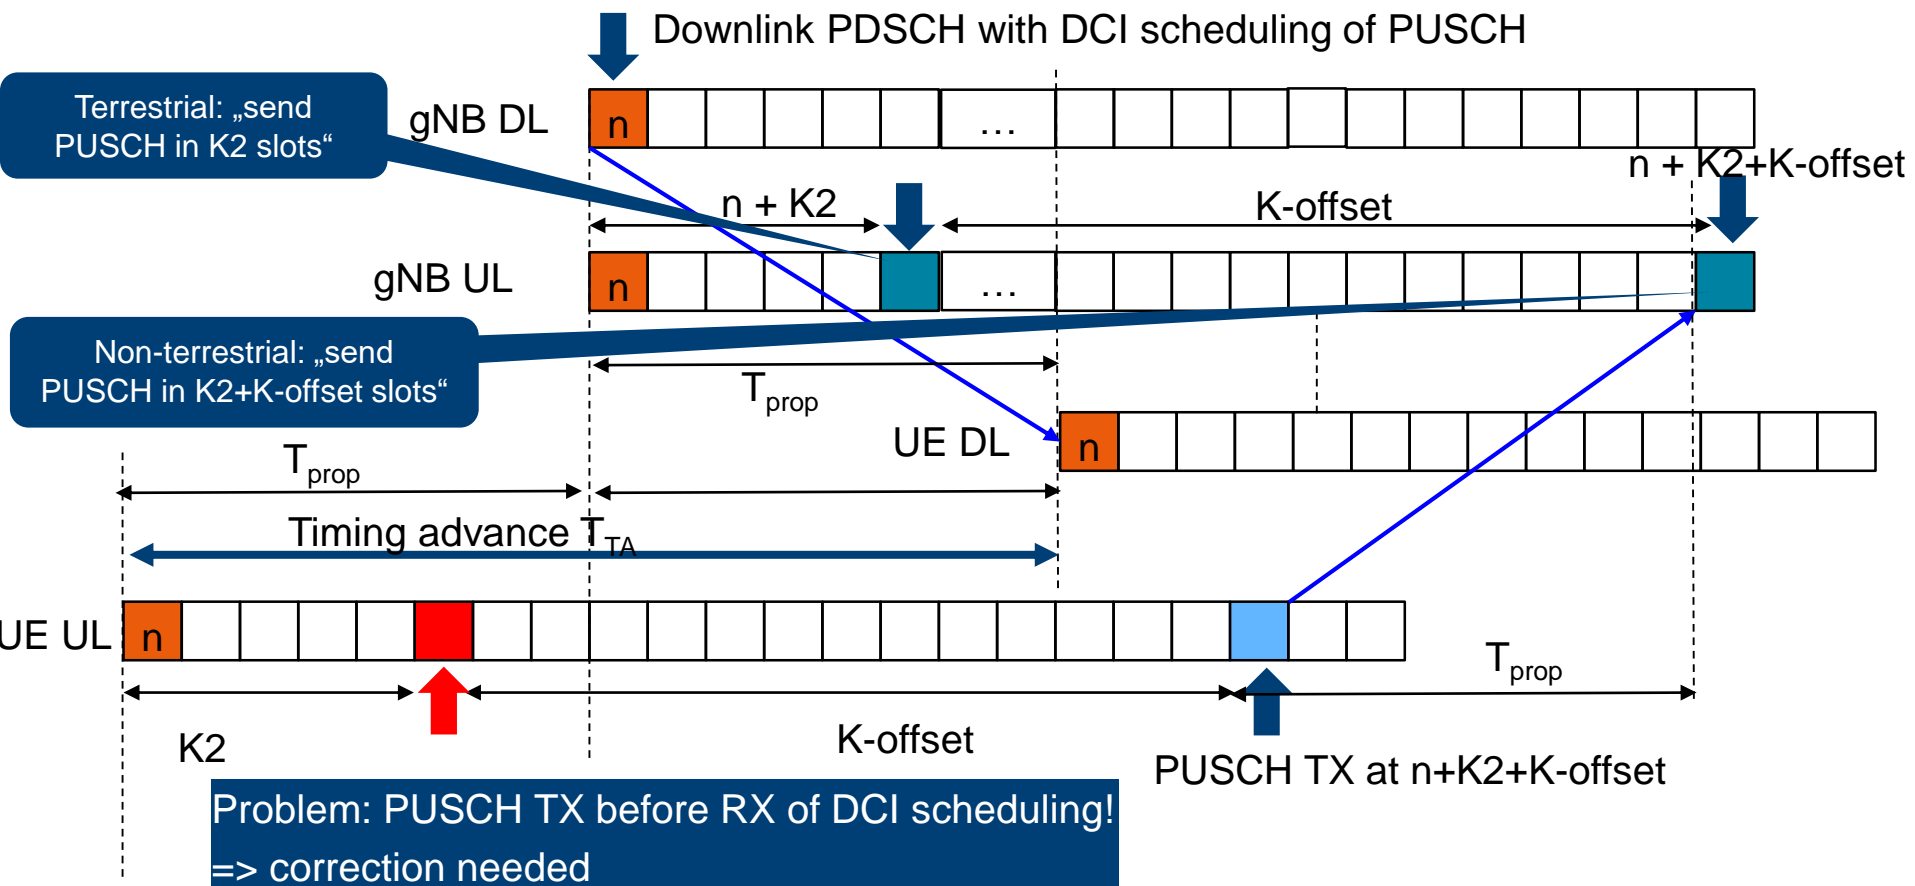 Downlink PDSCH with DCI scheduling of PUSCH
Terrestrial: „send
PUSCH in K2 slots“
gNB DL
n
...
n + K2+K-offset
n + K2
K-offset
gNB UL
n
...
Non-terrestrial: „send
PUSCH in K2+K-offset slots“
Tprop
UE DL
n
Tprop
Timing advance TTA
UE UL
n
Tprop
K2
K-offset
PUSCH TX at n+K2+K-offset
Problem: PUSCH TX before RX of DCI scheduling!
=> correction needed